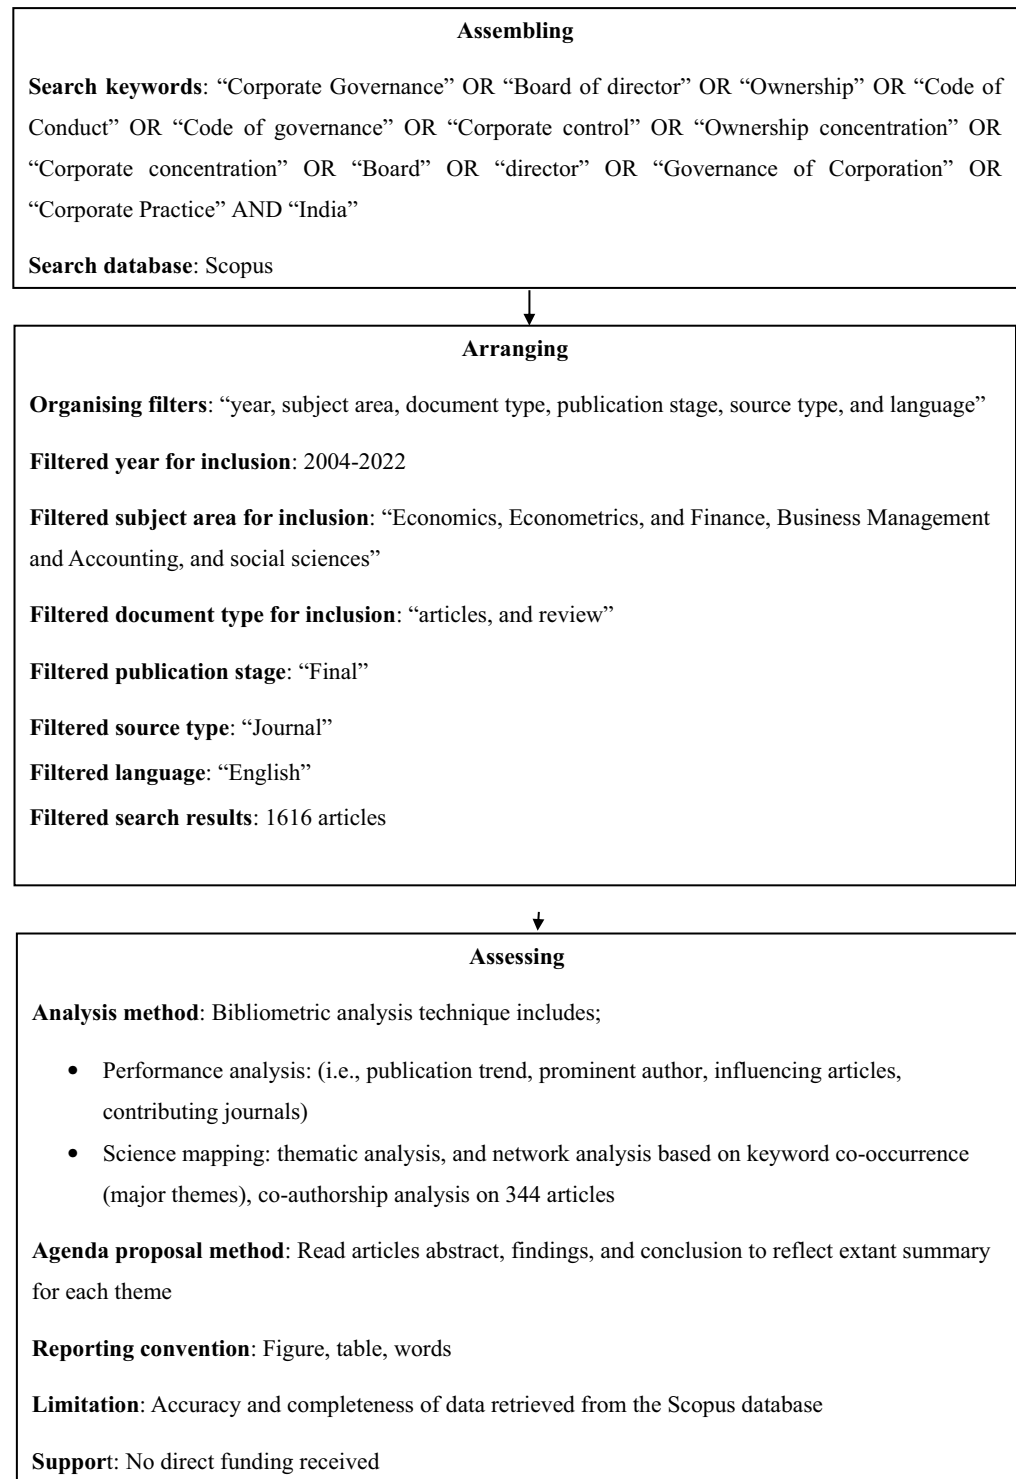 Assembling
Search keywords: “Corporate Governance” OR “Board of director” OR “Ownership” OR “Code of
Conduct” OR “Code of governance” OR “Corporate control” OR “Ownership concentration” OR
“Corporate concentration” OR “Board” OR “director” OR “Governance of Corporation” OR
“Corporate Practice” AND “India”
Search database: Scopus
Arranging
Organising filters: “year, subject area, document type, publication stage, source type, and language”
Filtered year for inclusion: 2004-2022
Filtered subject area for inclusion: “Economics, Econometrics, and Finance, Business Management
and Accounting, and social sciences”
Filtered document type for inclusion: “articles, and review”
Filtered publication stage: “Final”
Filtered source type: “Journal”
Filtered language: “English”
Filtered search results: 1616 articles
Assessing
Analysis method: Bibliometric analysis technique includes;
• Performance analysis: (i.e., publication trend, prominent author, influencing articles,
contributing journals)
• Science mapping: thematic analysis, and network analysis based on keyword co-occurrence
(major themes), co-authorship analysis on 344 articles
Agenda proposal method: Read articles abstract, findings, and conclusion to reflect extant summary
for each theme
Reporting convention: Figure, table, words
Limitation: Accuracy and completeness of data retrieved from the Scopus database
Support: No direct funding received